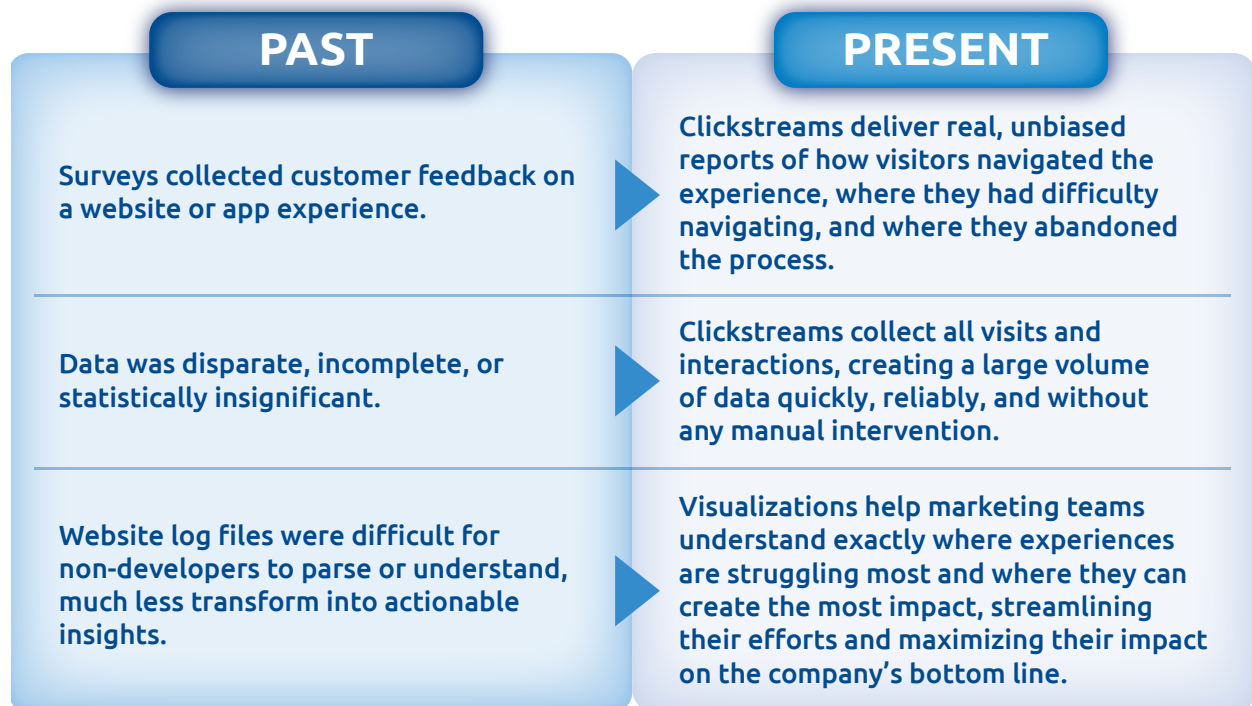 PAST
PRESENT
Surveys collected customer feedback on
a website or app experience.
Clickstreams deliver real, unbiased
reports of how visitors navigated the
experience, where they had difficulty
navigating, and where they abandoned
the process.
Data was disparate, incomplete, or
statistically insignificant.
Clickstreams collect all visits and
interactions, creating a large volume
of data quickly, reliably, and without
any manual intervention.
Website log files were difficult for
non-developers to parse or understand,
much less transform into actionable
insights.
Visualizations help marketing teams
understand exactly where experiences
are struggling most and where they can
create the most impact, streamlining
their efforts and maximizing their impact
on the company’s bottom line.